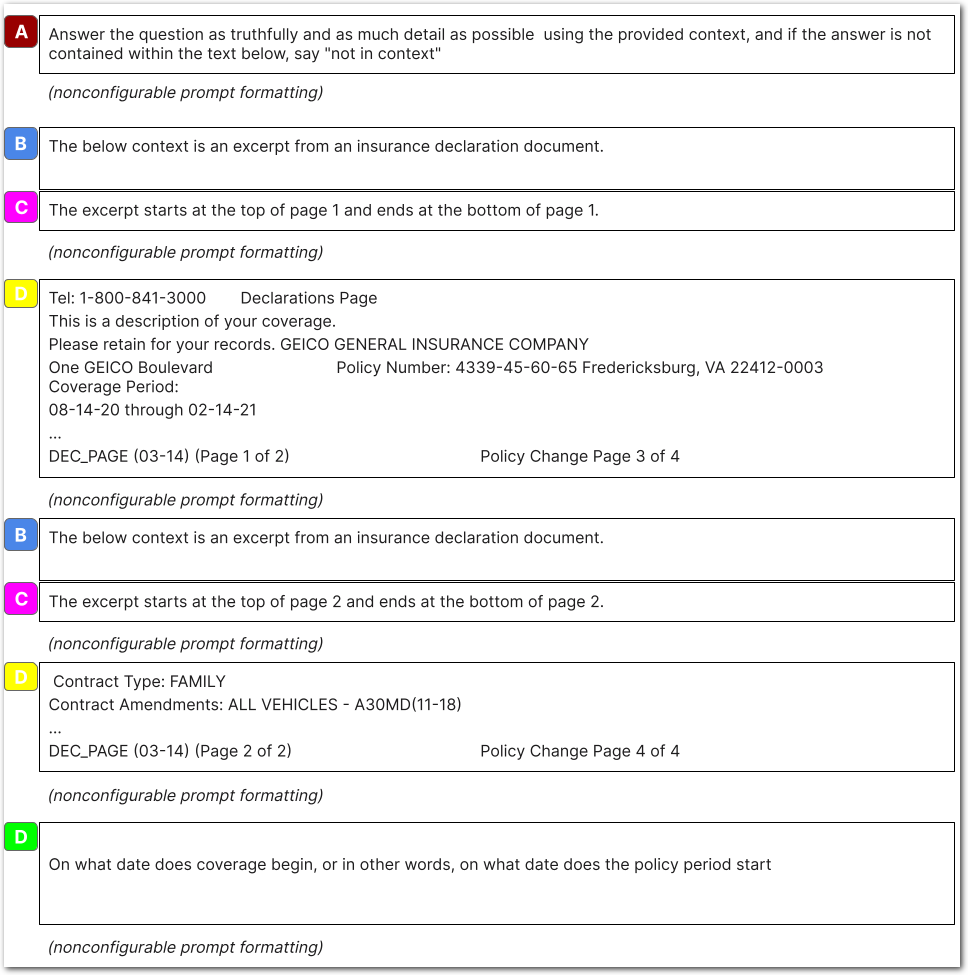 A
Answer the question as truthfully and as much detail as possible  using the provided context, and if the answer is not
contained within the text below, say "not in context"
(nonconfigurable prompt formatting)
B
The below context is an excerpt from an insurance declaration document.
C
The excerpt starts at the top of page 1 and ends at the bottom of page 1.
(nonconfigurable prompt formatting)
D
Tel: 1-800-841-3000 Declarations Page
This is a description of your coverage.
Please retain for your records. GEICO GENERAL INSURANCE COMPANY
One GEICO Boulevard Policy Number: 4339-45-60-65 Fredericksburg, VA 22412-0003
Coverage Period:
08-14-20 through 02-14-21
...
DEC_PAGE (03-14) (Page 1 of 2) Policy Change Page 3 of 4
(nonconfigurable prompt formatting)
B
The below context is an excerpt from an insurance declaration document.
C
The excerpt starts at the top of page 2 and ends at the bottom of page 2.
(nonconfigurable prompt formatting)
D
Contract Type: FAMILY
Contract Amendments: ALL VEHICLES - A30MD(11-18)
...
DEC_PAGE (03-14) (Page 2 of 2) Policy Change Page 4 of 4
(nonconfigurable prompt formatting)
D
On what date does coverage begin, or in other words, on what date does the policy period start
(nonconfigurable prompt formatting)